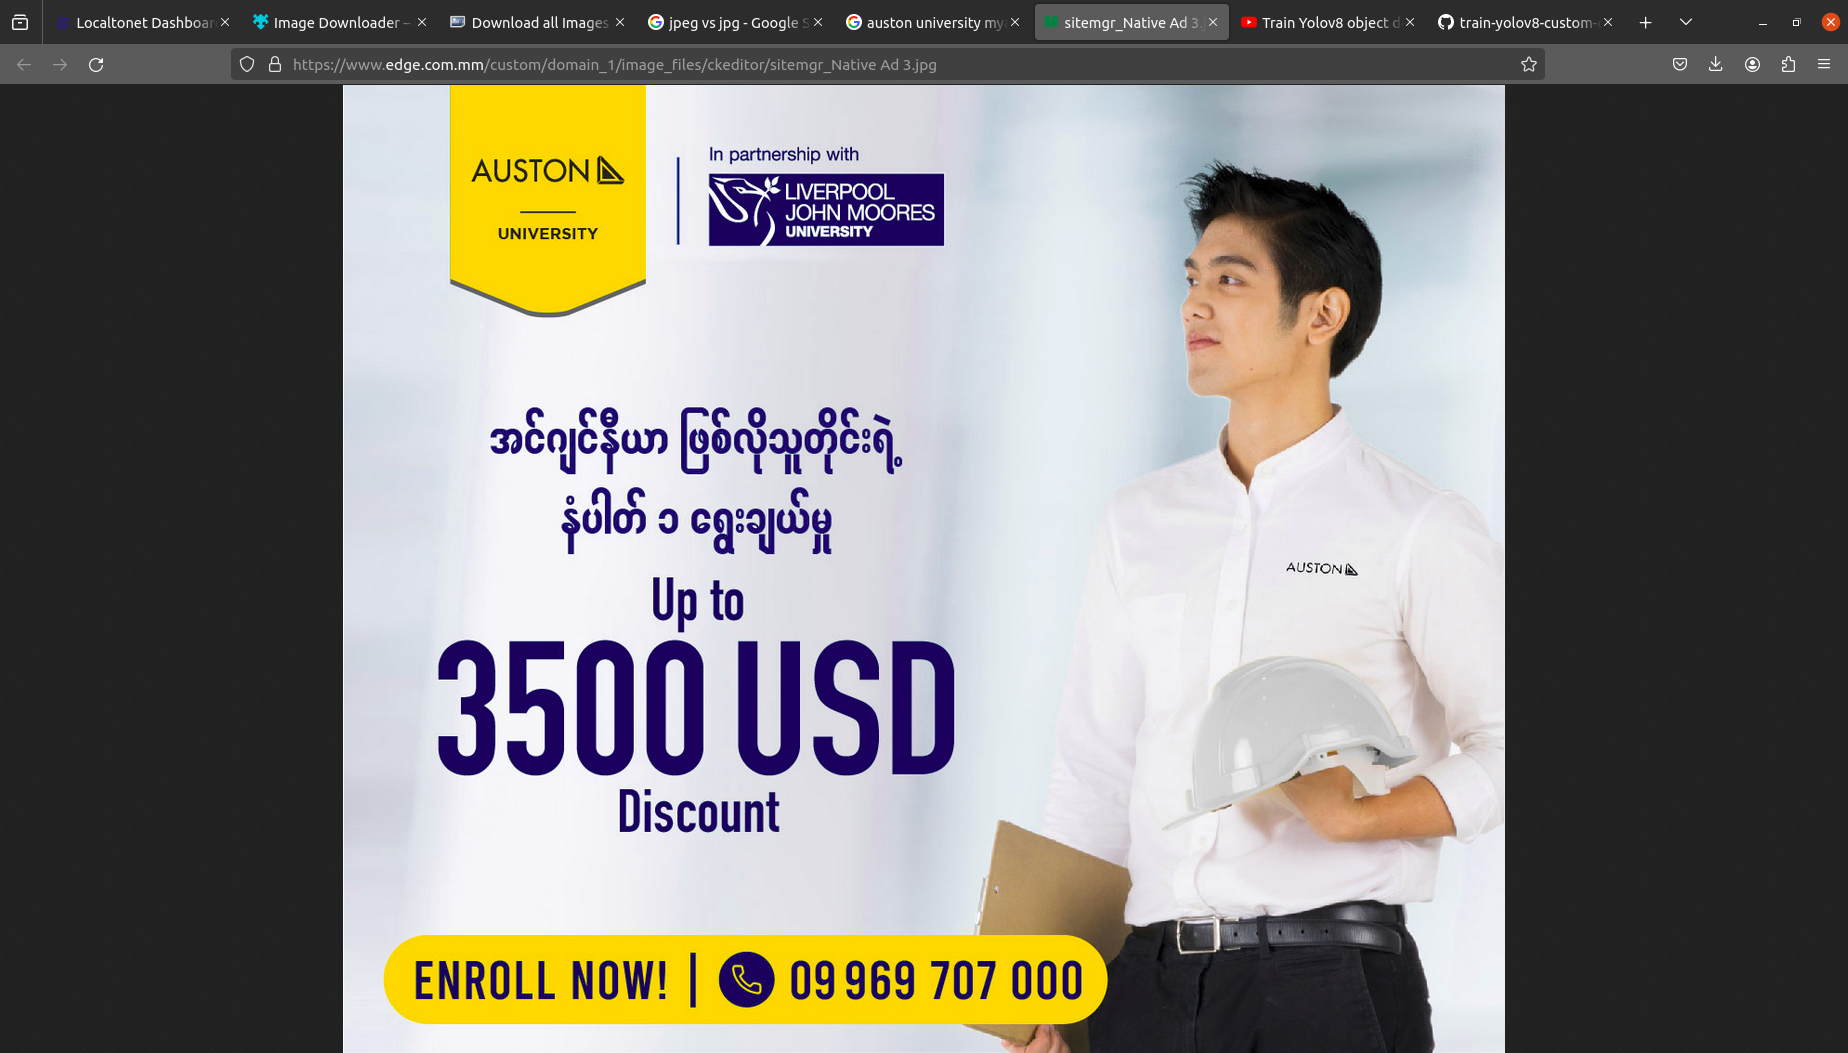 Localtonet Dashboar
Image Downloader –
Download all Images
jpeg vs jpg - Google S
auston university mya
sitemgr_Native Ad 3.j
Train Yolov8 object d
train-yolov8-custom-
https://www.edge.com.mm/custom/domain_1/image_files/ckeditor/sitemgr_Native Ad 3.jpg
AUSTON
UNIVERSITY
In partnership with
LIVERPOOL
JOHN MOORES
UNIVERSITY
အင်ဂျင်နီယာ ဖြစ်လိုသူတိုင်းရဲ့
နံပါတ် ၁ ရွေးချယ်မှု
Up to
3500 USD
Discount
AUSTON
ENROLL NOW! | 09 969 707 000